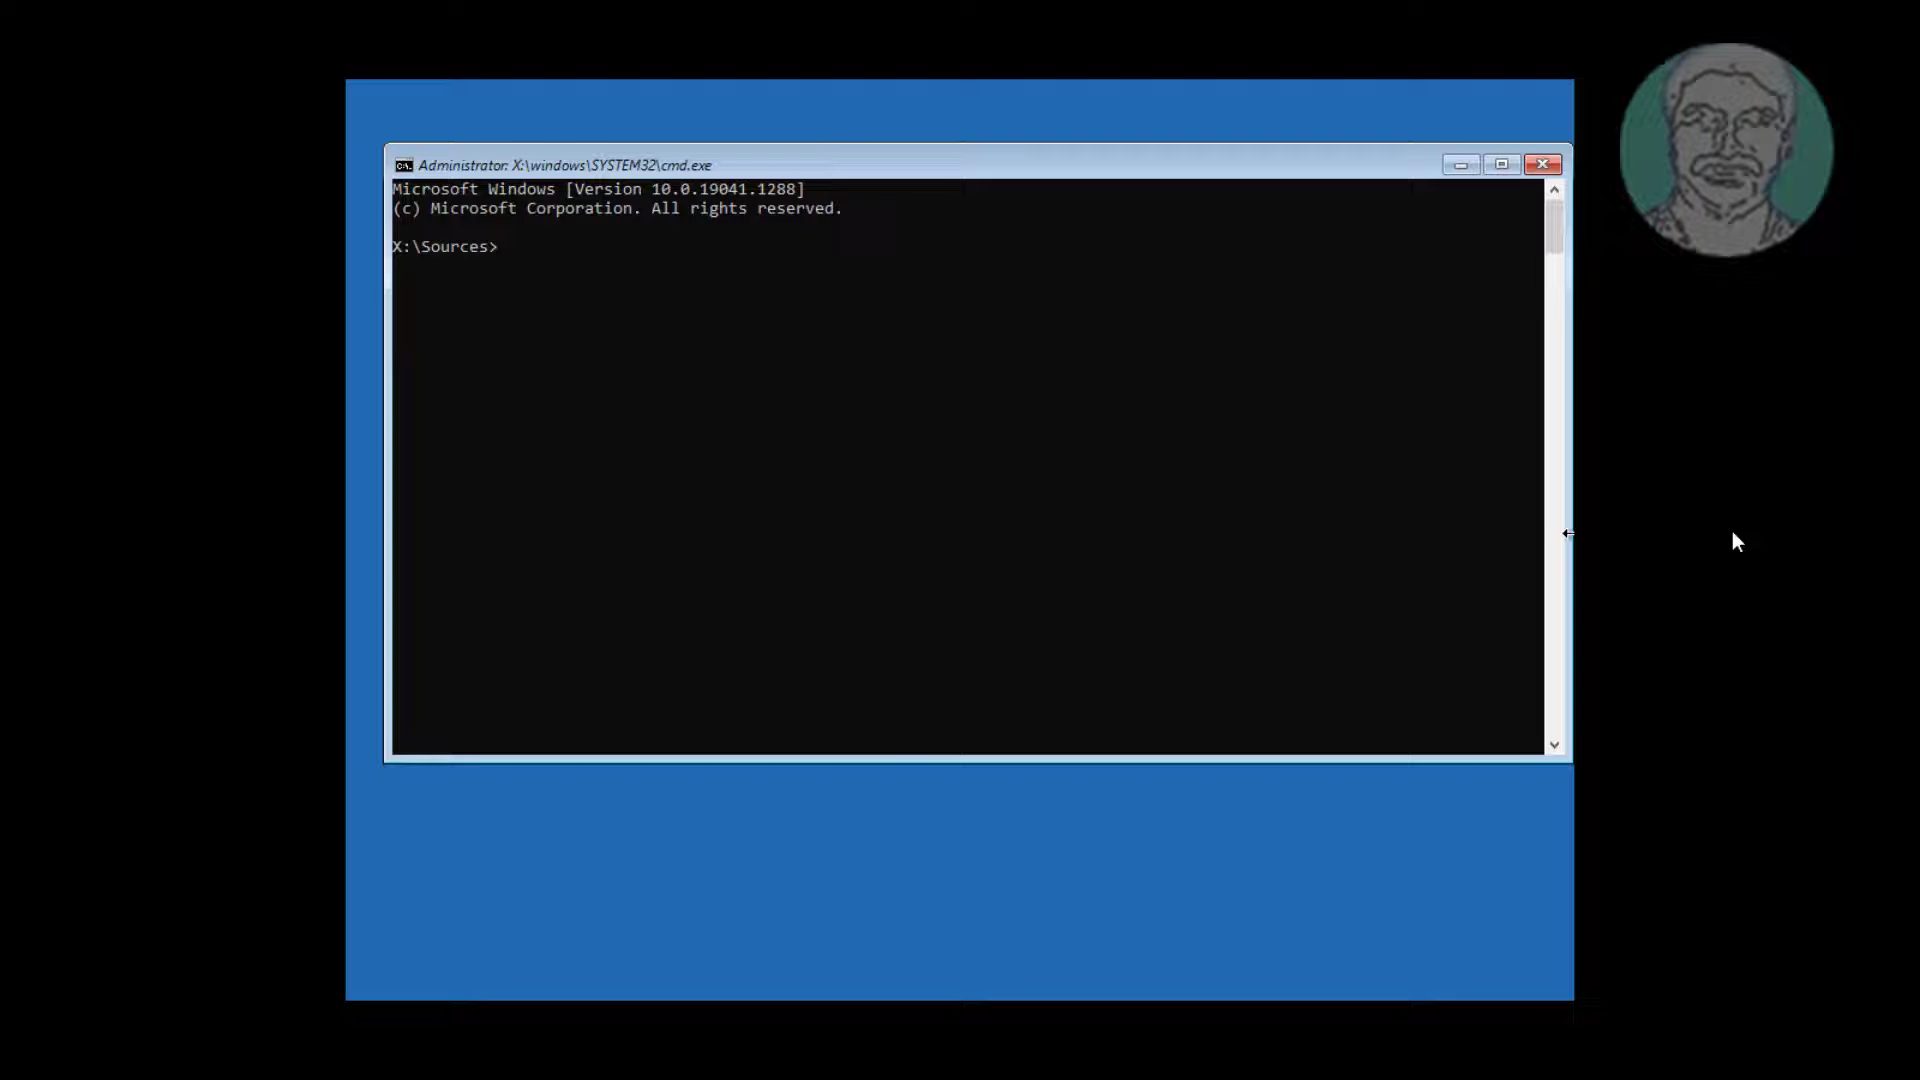 Administrator: X:\windows\SYSTEM32\cmd.exe
Microsoft Windows [Version 10.0.19041.1288]
(c) Microsoft Corporation. All rights reserved.
X:\Sources>